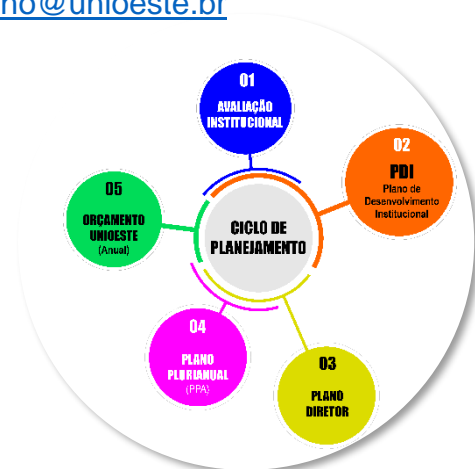 no@unioeste.br
01
AVALIAÇÃO
INSTITUCIONAL
02
PDI
Plano de
Desenvolvimento
Institucional
03
PLANO
DIRETOR
04
PLANO
PLURIANUAL
(PPA)
05
ORÇAMENTO
UNIOESTE
(Anual)
CICLO DE
PLANEJAMENTO